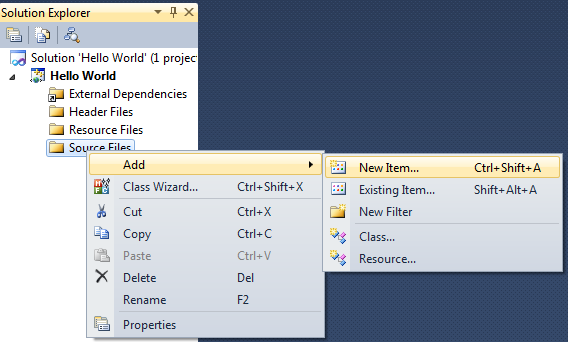 Solution Explorer
Solution 'Hello World' (1 project
Hello World
External Dependencies
Header Files
Resource Files
Source Files
Add
Class Wizard... Ctrl+Shift+X
Cut Ctrl+X
Copy Ctrl+C
Paste Ctrl+V
Delete Del
Rename F2
Properties
New Item... Ctrl+Shift+A
Existing Item... Shift+Alt+A
New Filter
Class...
Resource...